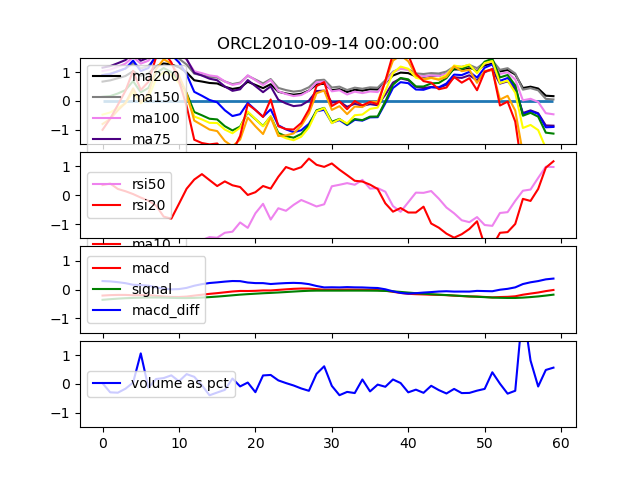 ORCL2010-09-14 00:00:00
1
0
−1
ma200
ma150
ma100
ma75
1
0
−1
rsi50
rsi20
ma10
1
0
−1
macd
signal
macd_diff
1
0
−1
volume as pct
0 10 20 30 40 50 60